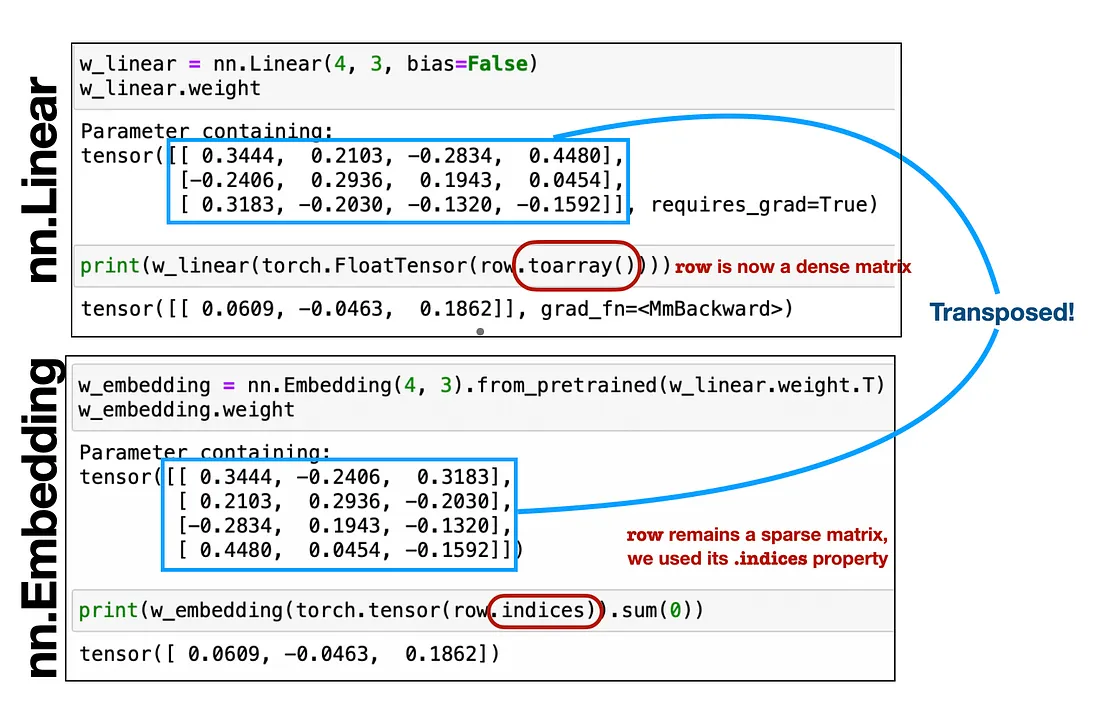 nn.Linear
w_linear = nn.Linear(4, 3, bias=False)
w_linear.weight
Parameter containing:
tensor([[ 0.3444,  0.2103, -0.2834,  0.4480],
[-0.2406,  0.2936,  0.1943,  0.0454],
[ 0.3183, -0.2030, -0.1320, -0.1592]], requires_grad=True)
print(w_linear(torch.FloatTensor(row.toarray()))) row is now a dense matrix
tensor([[ 0.0609, -0.0463,  0.1862]], grad_fn=<MmBackward>)
Transposed!
nn.Embedding
w_embedding = nn.Embedding(4, 3).from_pretrained(w_linear.weight.T)
w_embedding.weight
Parameter containing:
tensor([[ 0.3444, -0.2406,  0.3183],
[ 0.2103,  0.2936, -0.2030],
[-0.2834,  0.1943, -0.1320],
[ 0.4480,  0.0454, -0.1592]])
row remains a sparse matrix,
we used its .indices property
print(w_embedding(torch.tensor(row.indices)).sum(0))
tensor([ 0.0609, -0.0463,  0.1862])